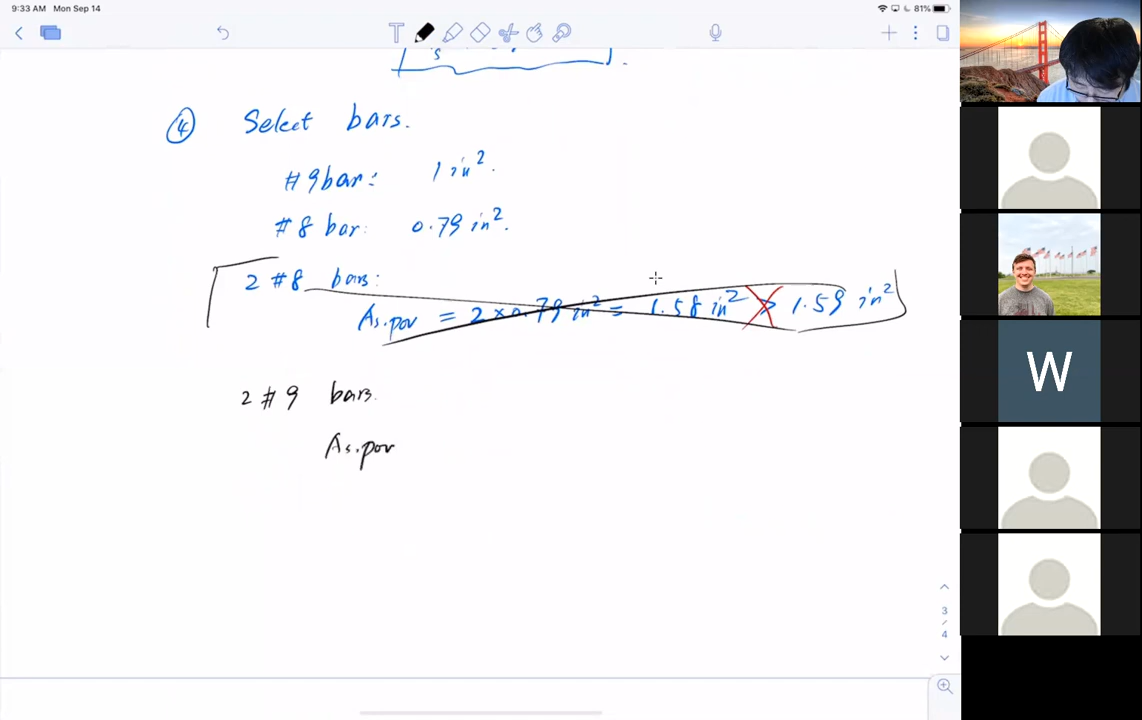 9:33 AM Mon Sep 14
81%
s
④ Select bars.
#9 bar: 1 in².
#8 bar: 0.79 in².
2 #8 bars:
As.pov = 2×0.79 in² = 1.58 in² > 1.59 in²
2 #9 bars.
As.pov
W
3
/
4